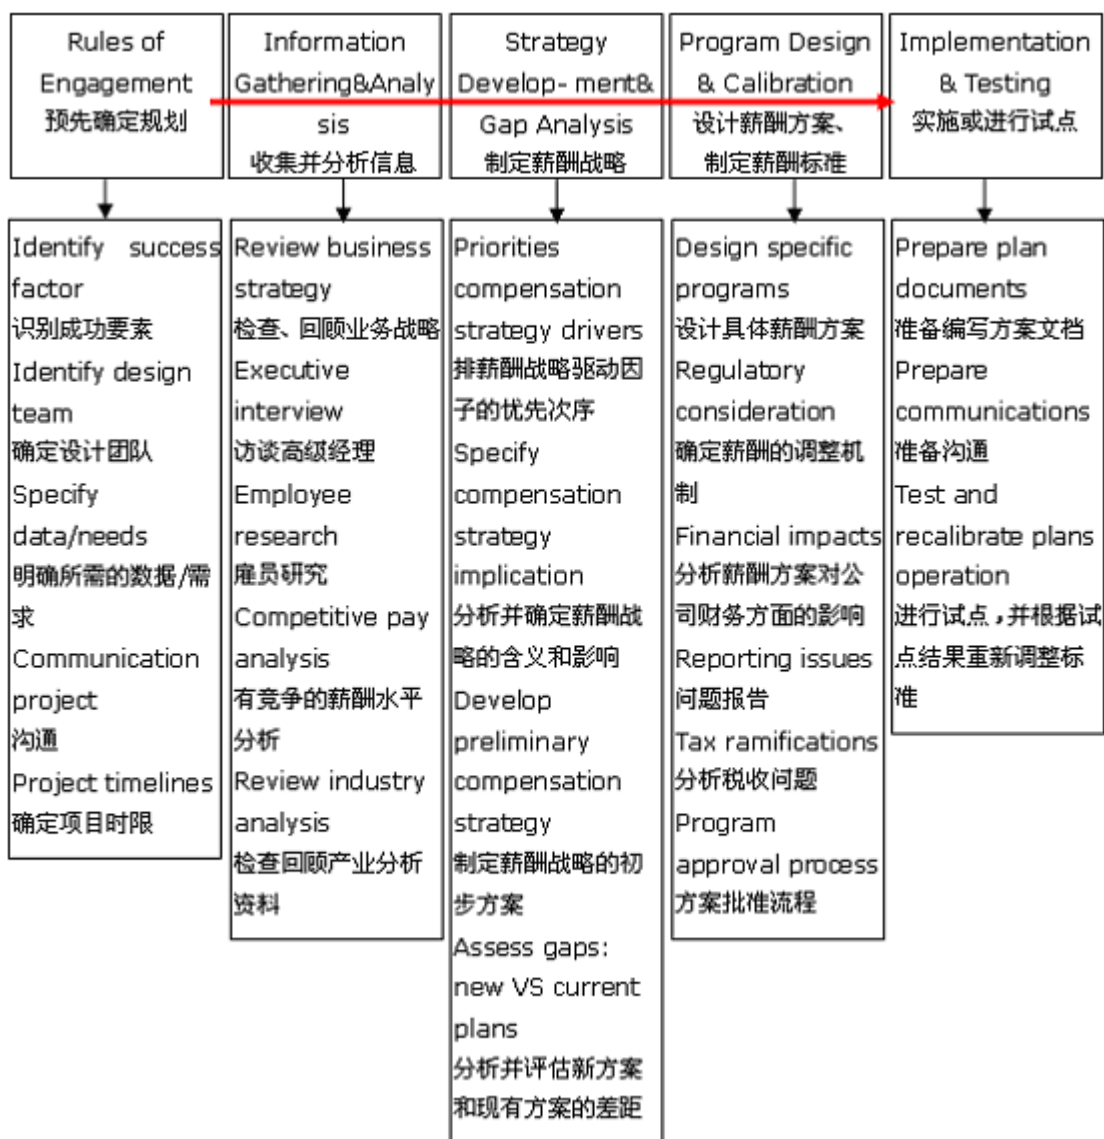 Rules of
Engagement
预先确定规划
Information
Gathering&Analy
sis
收集并分析信息
Strategy
Develop- ment&
Gap Analysis
制定薪酬战略
Program Design
& Calibration
设计薪酬方案、
制定薪酬标准
Implementation
& Testing
实施或进行试点
Identify success
factor
识别成功要素
Identify design
team
确定设计团队
Specify
data/needs
明确所需的数据/需
求
Communication
project
沟通
Project timelines
确定项目时限
Review business
strategy
检查、回顾业务战略
Executive
interview
访谈高级经理
Employee
research
雇员研究
Competitive pay
analysis
有竞争的薪酬水平
分析
Review industry
analysis
检查回顾产业分析
资料
Priorities
compensation
strategy drivers
排薪酬战略驱动因
子的优先次序
Specify
compensation
strategy
implication
分析并确定薪酬战
略的含义和影响
Develop
preliminary
compensation
strategy
制定薪酬战略的初
步方案
Assess gaps:
new VS current
plans
分析并评估新方案
和现有方案的差距
Design specific
programs
设计具体薪酬方案
Regulatory
consideration
确定薪酬的调整机
制
Financial impacts
分析薪酬方案对公
司财务方面的影响
Reporting issues
问题报告
Tax ramifications
分析税收问题
Program
approval process
方案批准流程
Prepare plan
documents
准备编写方案文档
Prepare
communications
准备沟通
Test and
recalibrate plans
operation
进行试点,并根据试
点结果重新调整标
准